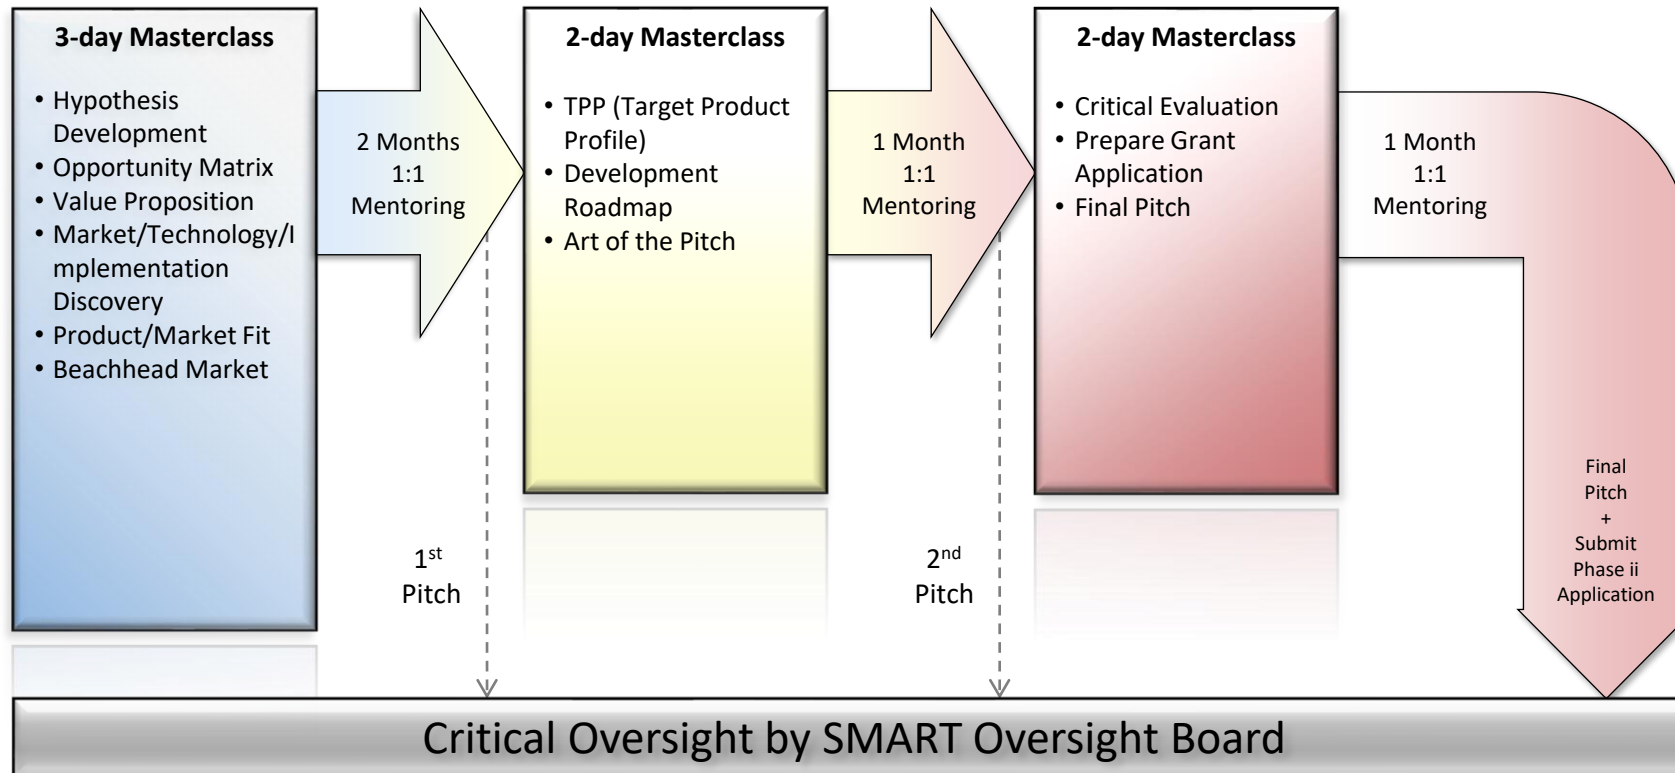 3-day Masterclass
• Hypothesis
Development
• Opportunity Matrix
• Value Proposition
• Market/Technology/I
mplementation
Discovery
• Product/Market Fit
• Beachhead Market
2 Months
1:1
Mentoring
1st
Pitch
2-day Masterclass
• TPP (Target Product
Profile)
• Development
Roadmap
• Art of the Pitch
1 Month
1:1
Mentoring
2nd
Pitch
2-day Masterclass
• Critical Evaluation
• Prepare Grant
Application
• Final Pitch
1 Month
1:1
Mentoring
Final
Pitch
+
Submit
Phase ii
Application
Critical Oversight by SMART Oversight Board